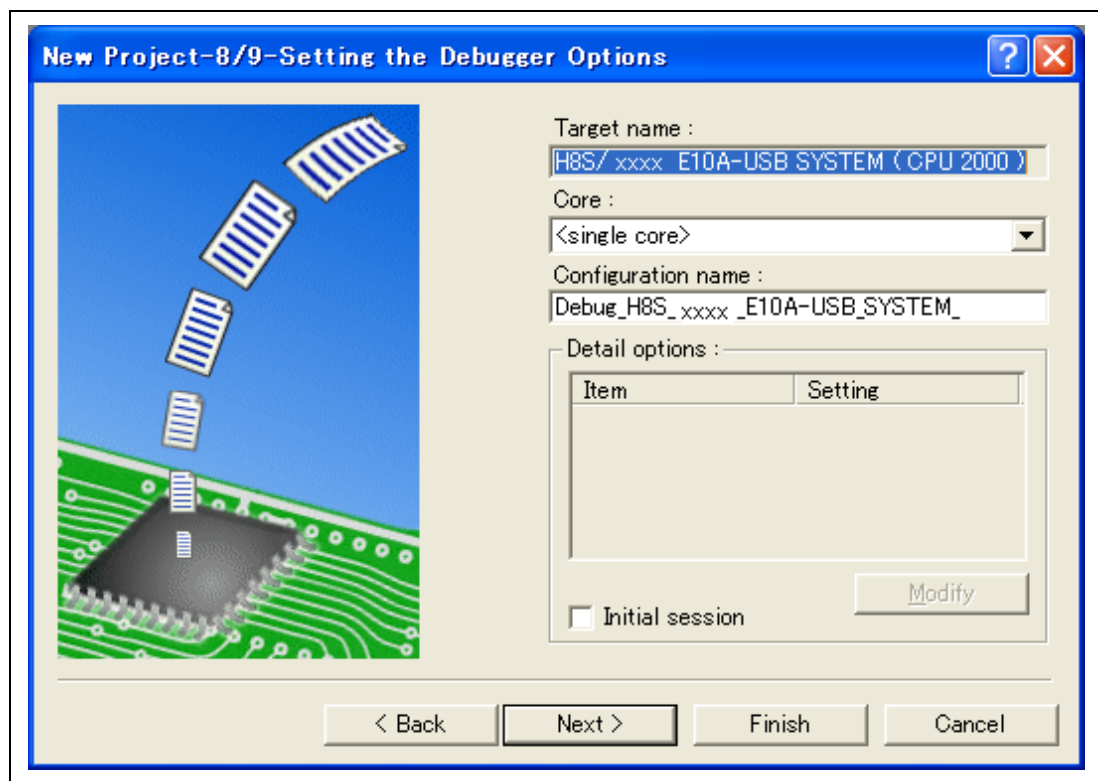 New Project-8/9-Setting the Debugger Options
Target name :
H8S/ xxxx E10A-USB SYSTEM ( CPU 2000 )
Core :
<single core>
Configuration name :
Debug_H8S_ xxxx _E10A-USB_SYSTEM_
Detail options :
Item Setting
Modify
Initial session
< Back Next > Finish Cancel